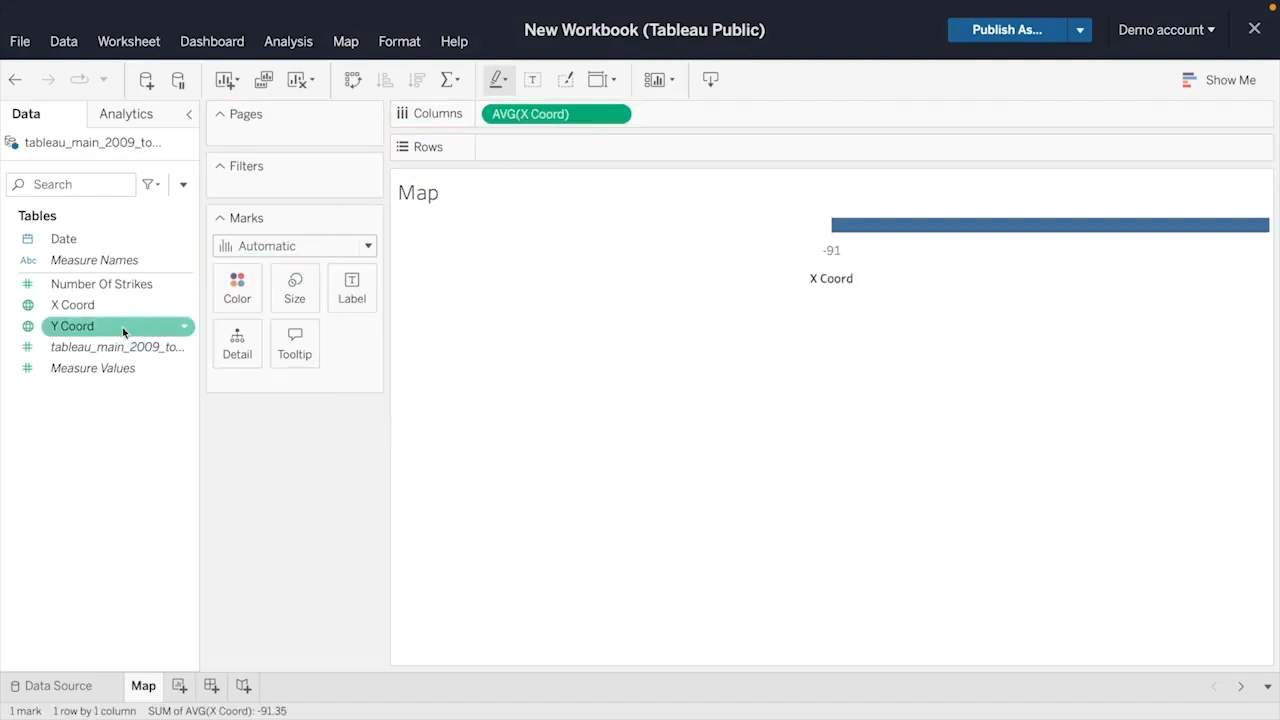 New Workbook (Tableau Public)
Publish As...
Demo account
File Data Worksheet Dashboard Analysis Map Format Help
Show Me
Data Analytics
tableau_main_2009_to...
Search
Tables
Date
Abc Measure Names
Number Of Strikes
X Coord
Y Coord
tableau_main_2009_to...
Measure Values
Pages
Filters
Marks
Automatic
Color Size Label
Detail Tooltip
Columns AVG(X Coord)
Rows
Map
-91
X Coord
Data Source Map
1 mark 1 row by 1 column SUM of AVG(X Coord): -91.35